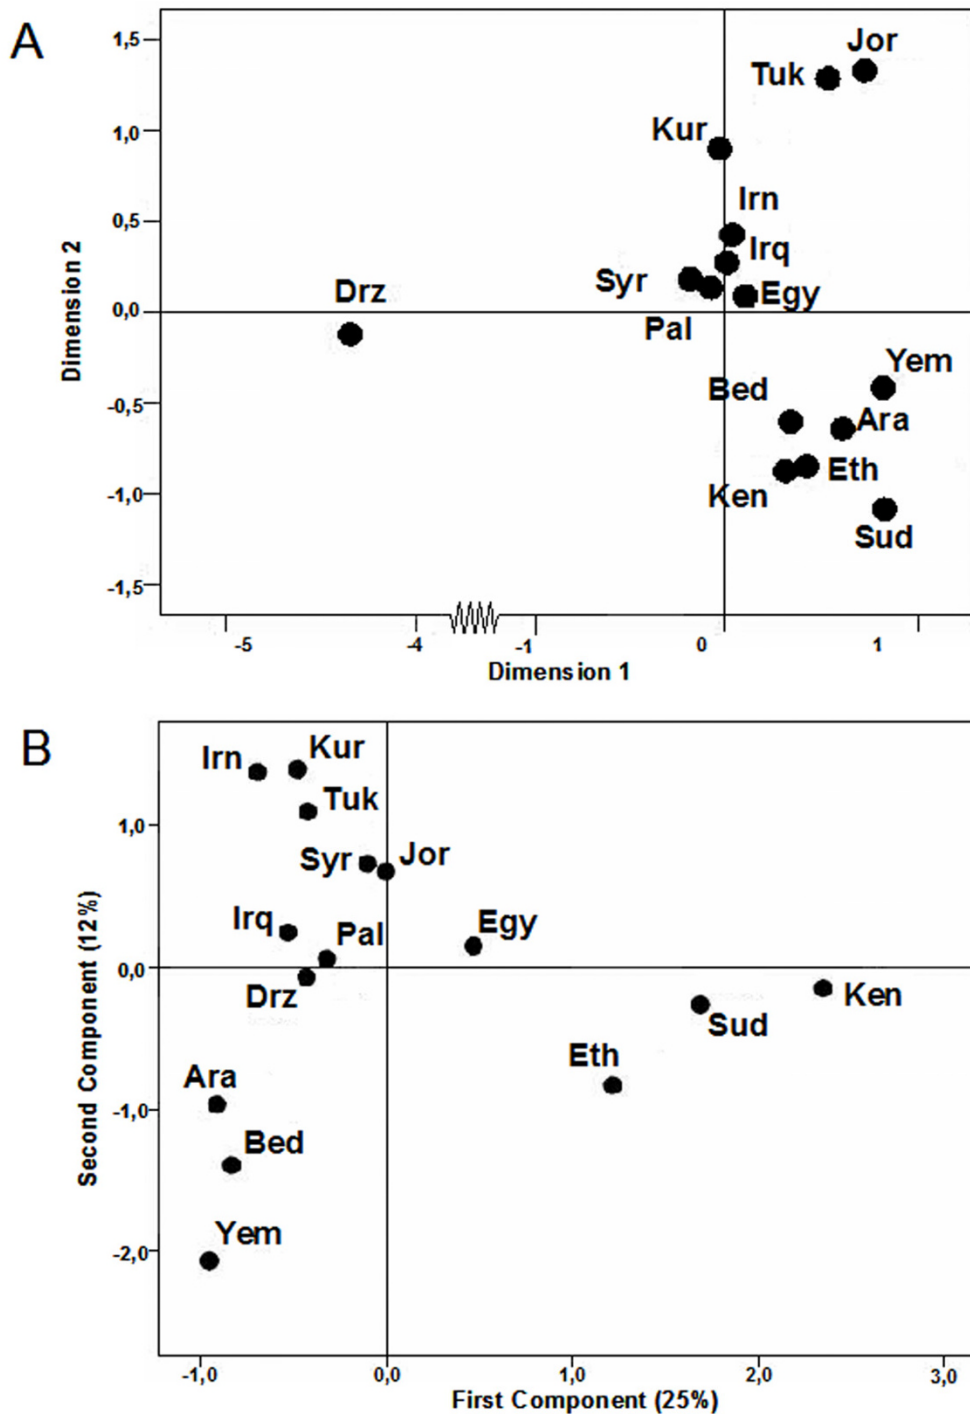 A
1,5
1,0
0,5
0,0
-0,5
-1,0
-1,5
Dimension 2
Jor
Tuk
Kur
Irn
Irq
Syr
Egy
Drz
Pal
Yem
Bed
Ara
Eth
Ken
Sud
-5
-4
-1
0
1
Dimension 1
B
1,0
0,0
-1,0
-2,0
Second Component (12%)
Irn
Kur
Tuk
Syr
Jor
Irq
Pal
Egy
Drz
Ken
Sud
Eth
Ara
Bed
Yem
-1,0
0,0
1,0
2,0
3,0
First Component (25%)